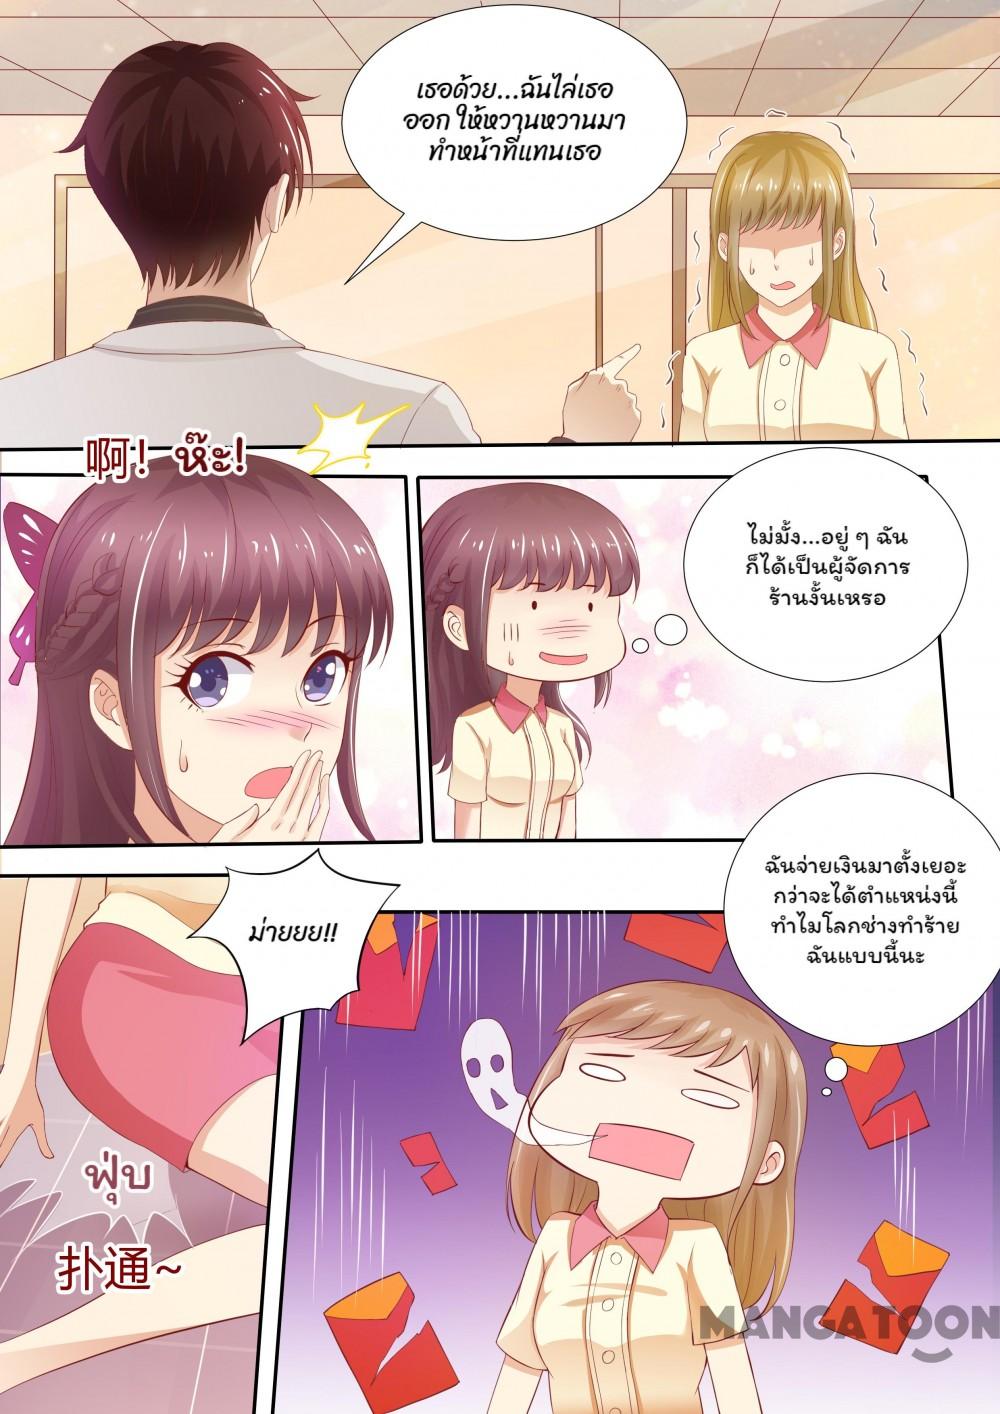 เธอด้วย...ฉันไล่เธอ
ออก ให้หวานหวานมา
ทำหน้าที่แทนเธอ
啊! ห๊ะ!
ไม่มั้ง...อยู่ ๆ ฉัน
ก็ได้เป็นผู้จัดการ
ร้านงั้นเหรอ
ฉันจ่ายเงินมาตั้งเยอะ
กว่าจะได้ตำแหน่งนี้
ทำไมโลกช่างทำร้าย
ฉันแบบนี้นะ
ม่ายยย!!
ฟุ่บ
扑通~
MANGATOON